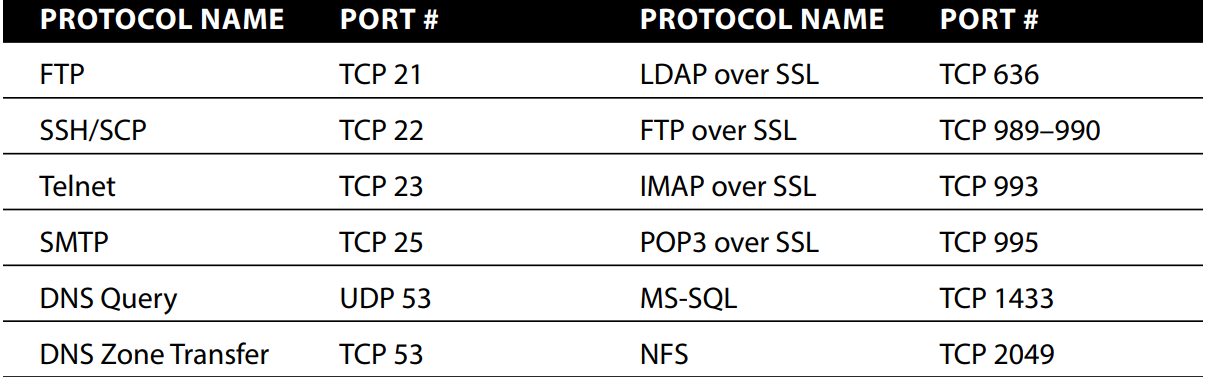 PROTOCOL NAME PORT # PROTOCOL NAME PORT #
FTP TCP 21 LDAP over SSL TCP 636
SSH/SCP TCP 22 FTP over SSL TCP 989–990
Telnet TCP 23 IMAP over SSL TCP 993
SMTP TCP 25 POP3 over SSL TCP 995
DNS Query UDP 53 MS-SQL TCP 1433
DNS Zone Transfer TCP 53 NFS TCP 2049